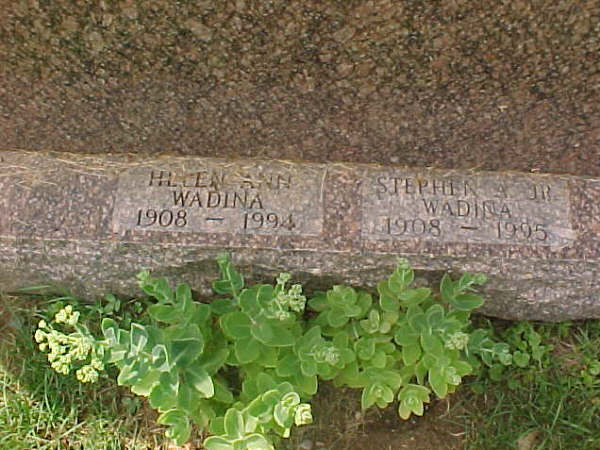 HELEN ANN
WADINA
1908 - 1994
STEPHEN A. JR.
WADINA
1908 - 1995